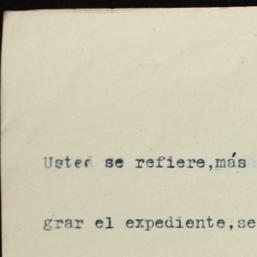 Usted se refiere,más
grar el expediente,se